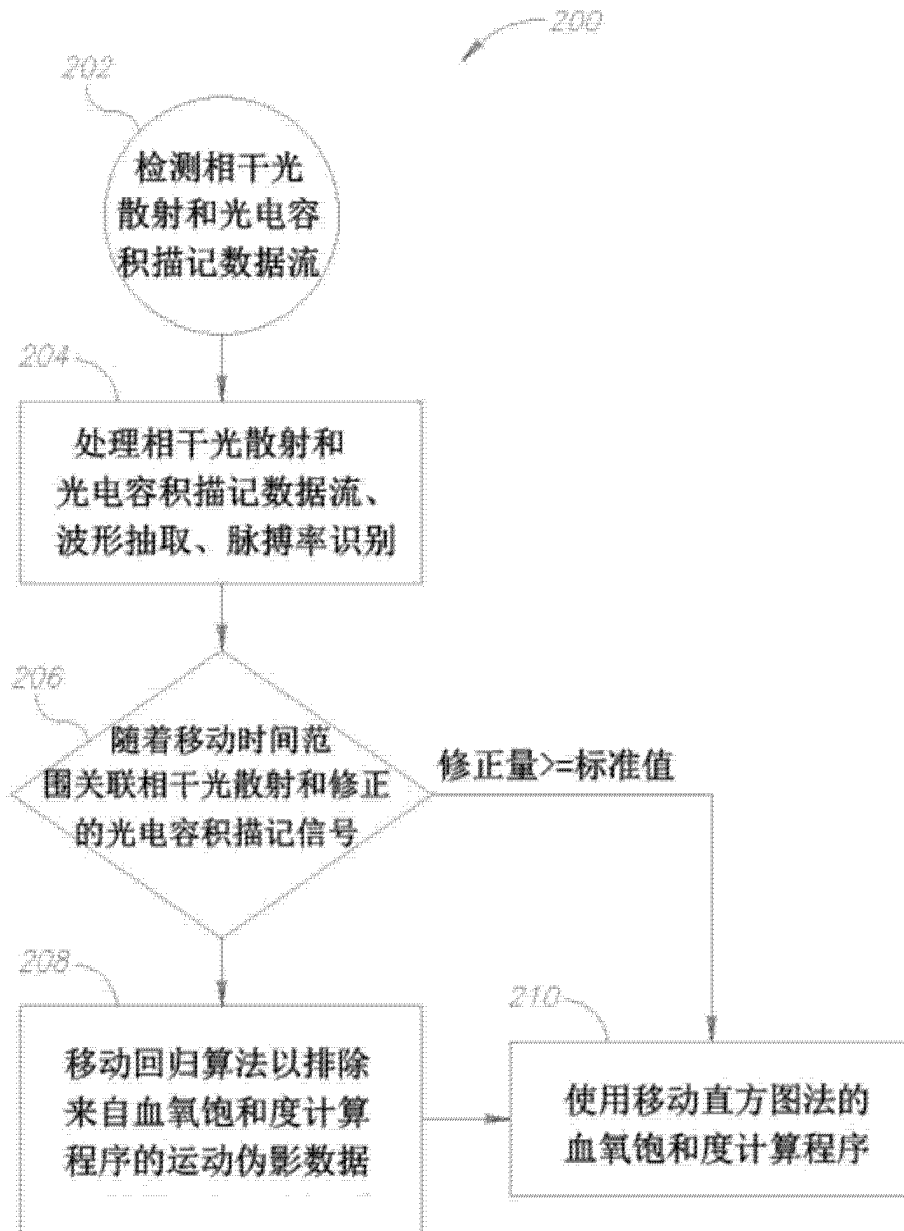 200
202
检测相干光
散射和光电容
积描记数据流
204
处理相干光散射和
光电容积描记数据流、
波形抽取、脉搏率识别
206
随着移动时间范
围关联相干光散射和修正
的光电容积描记信号
修正量>=标准值
208
移动回归算法以排除
来自血氧饱和度计算
程序的运动伪影数据
210
使用移动直方图法的
血氧饱和度计算程序